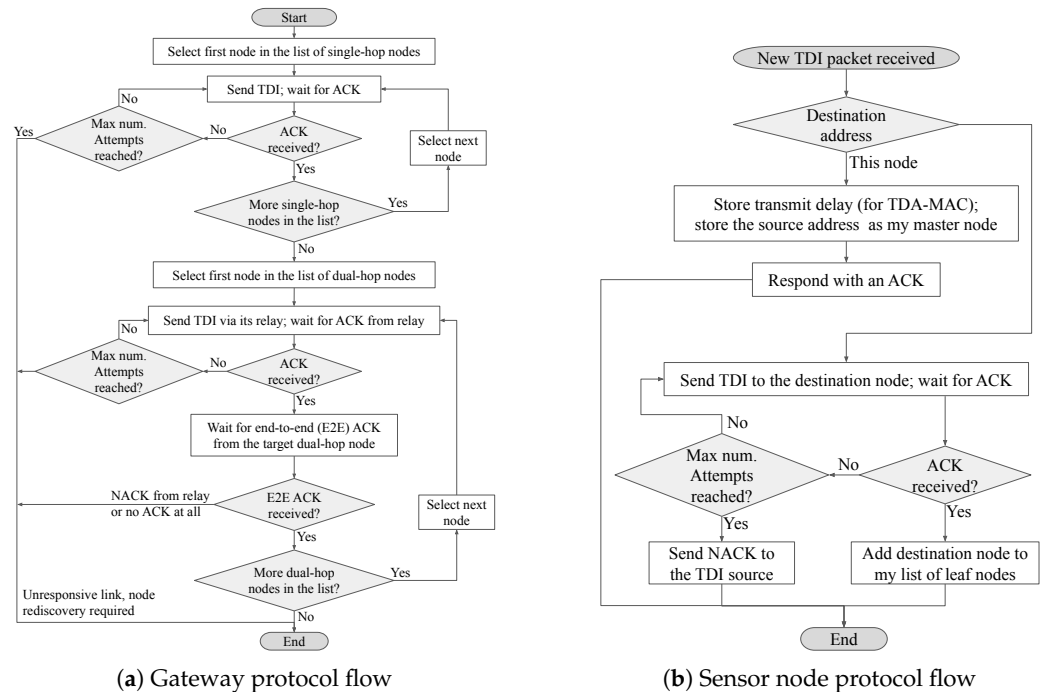 Start
Select first node in the list of single-hop nodes
Send TDI; wait for ACK
No
Yes
Max num.
Attempts
reached?
No
ACK
received?
Select next
node
Yes
More single-hop
nodes in the list?
Yes
No
Select first node in the list of dual-hop nodes
Send TDI via its relay; wait for ACK from relay
No
Max num.
Attempts
reached?
No
ACK
received?
Yes
Wait for end-to-end (E2E) ACK
from the target dual-hop node
NACK from relay
or no ACK at all
E2E ACK
received?
Select next
node
Yes
More dual-hop
nodes in the list?
Yes
Unresponsive link, node
rediscovery required
No
End
(a) Gateway protocol flow
New TDI packet received
Destination
address
This node
Store transmit delay (for TDA-MAC);
store the source address as my master node
Respond with an ACK
Send TDI to the destination node; wait for ACK
No
Max num.
Attempts
reached?
No
ACK
received?
Yes
Yes
Send NACK to
the TDI source
Add destination node to
my list of leaf nodes
End
(b) Sensor node protocol flow